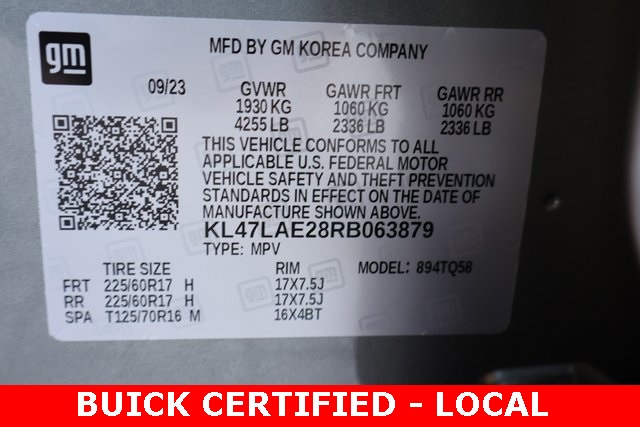 gm
MFD BY GM KOREA COMPANY
09/23 GVWR GAWR FRT GAWR RR
1930 KG 1060 KG 1060 KG
4255 LB 2336 LB 2336 LB
THIS VEHICLE CONFORMS TO ALL
APPLICABLE U.S. FEDERAL MOTOR
VEHICLE SAFETY AND THEFT PREVENTION
STANDARDS IN EFFECT ON THE DATE OF
MANUFACTURE SHOWN ABOVE.
KL47LAE28RB063879
TYPE: MPV
TIRE SIZE RIM MODEL: 894TQ58
FRT 225/60R17 H 17X7.5J
RR 225/60R17 H 17X7.5J
SPA T125/70R16 M 16X4BT
BUICK CERTIFIED - LOCAL